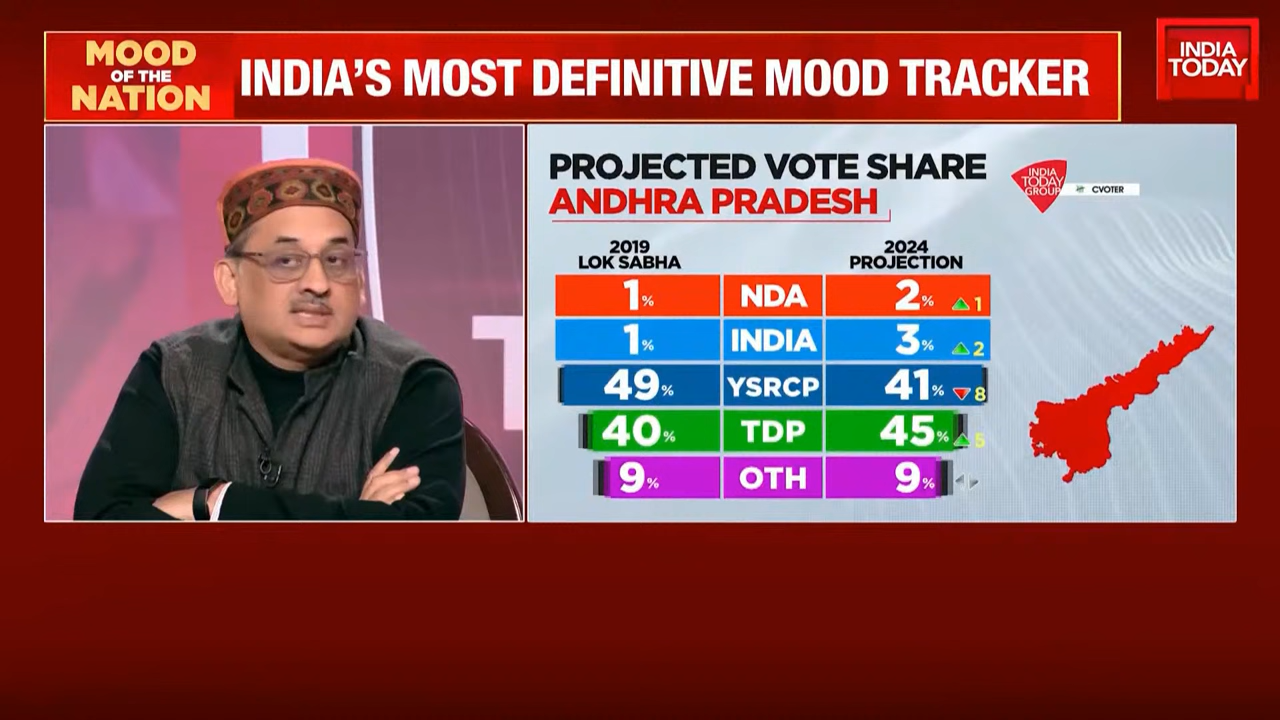 MOOD
OF THE
NATION
INDIA'S MOST DEFINITIVE MOOD TRACKER
INDIA
TODAY
PROJECTED VOTE SHARE
ANDHRA PRADESH
INDIA
TODAY
GROUP
CVOTER
2019
LOK SABHA
2024
PROJECTION
1% NDA 2% 1
1% INDIA 3% 2
49% YSRCP 41% 8
40% TDP 45% 5
9% OTH 9%
T